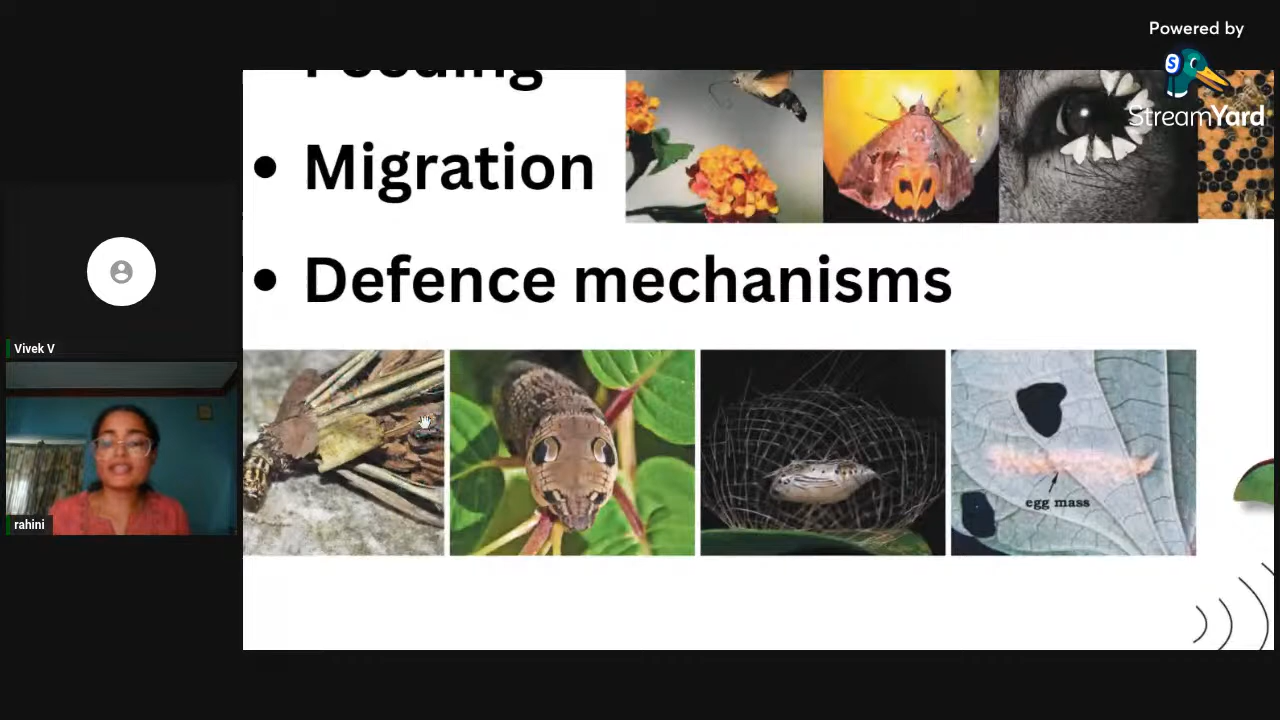 Powered by
StreamYard
Feeding
• Migration
• Defence mechanisms
egg mass
Vivek V
rahini